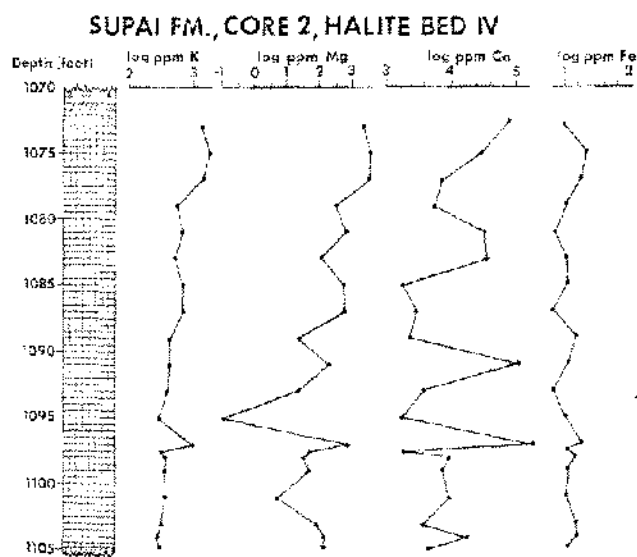 SUPAI FM., CORE 2, HALITE BED IV
log ppm K log ppm Mg log ppm Ca log ppm Fe
Depth (feet) 2 3 -1 0 1 2 3 3 4 5 1 2
1070
1075
1080
1085
1090
1095
1100
1105